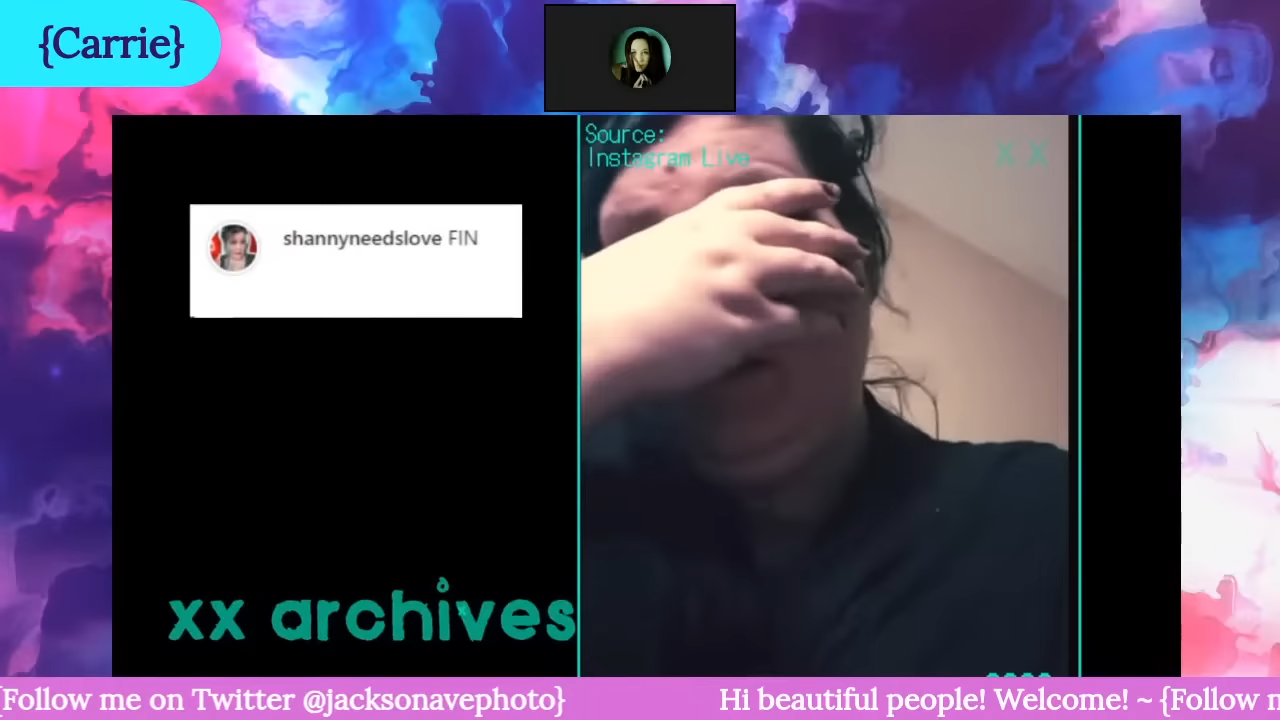 {Carrie}
Source:
Instagram Live
X X
shannyneedslove FIN
xx archives
{Follow me on Twitter @jacksonavephoto}
Hi beautiful people! Welcome! ~ {Follow